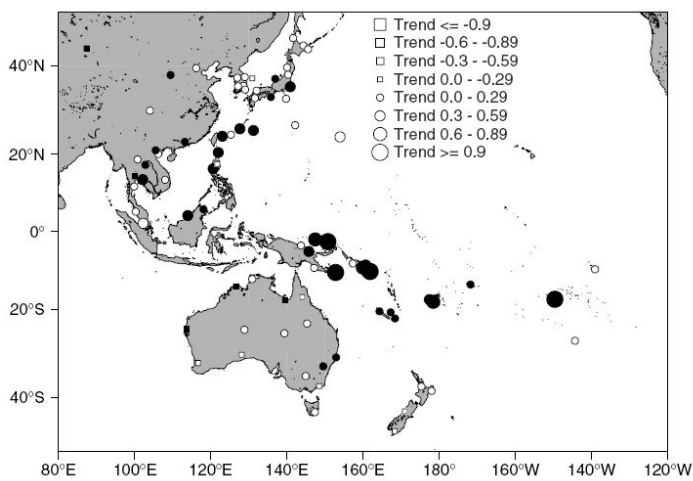 Trend <= -0.9
Trend -0.6 - -0.89
Trend -0.3 - -0.59
Trend 0.0 - -0.29
Trend 0.0 - 0.29
Trend 0.3 - 0.59
Trend 0.6 - 0.89
Trend >= 0.9
40°N
20°N
0°
20°S
40°S
80°E 100°E 120°E 140°E 160°E 180° 160°W 140°W 120°W